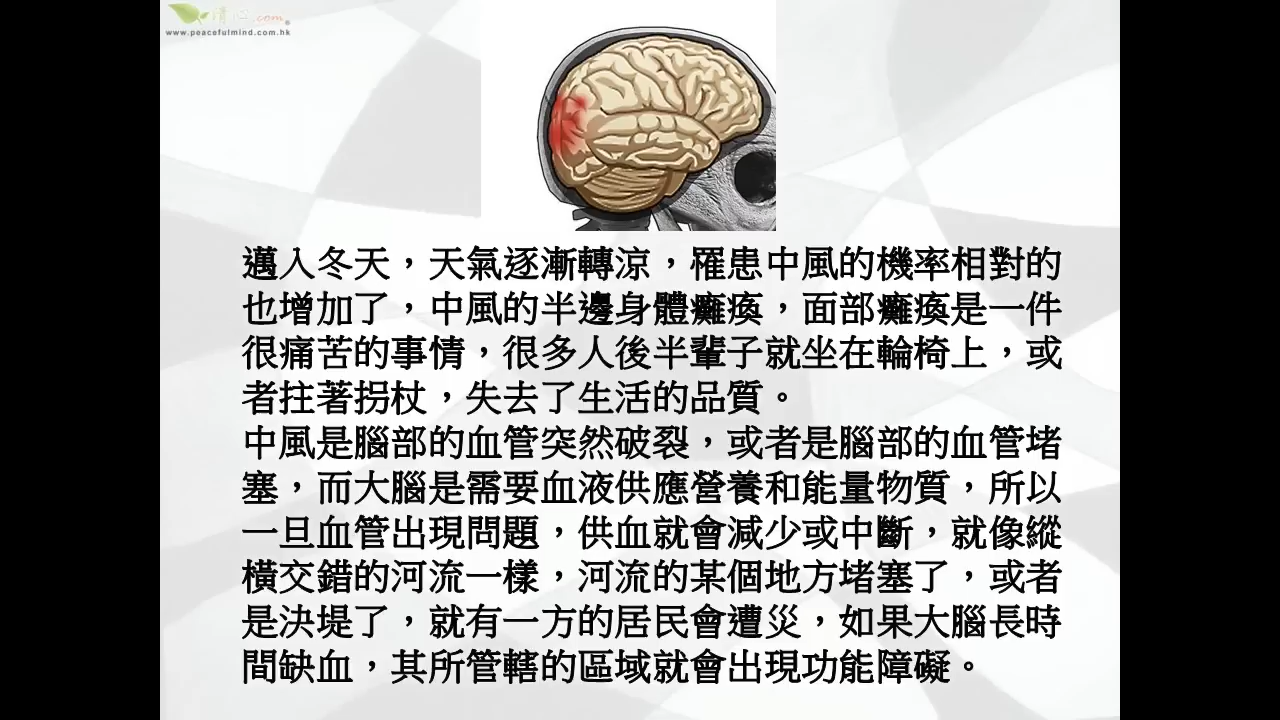 清心.com
www.peacefulmind.com.hk
邁入冬天，天氣逐漸轉涼，罹患中風的機率相對的
也增加了，中風的半邊身體癱瘓，面部癱瘓是一件
很痛苦的事情，很多人後半輩子就坐在輪椅上，或
者拄著拐杖，失去了生活的品質。
中風是腦部的血管突然破裂，或者是腦部的血管堵
塞，而大腦是需要血液供應營養和能量物質，所以
一旦血管出現問題，供血就會減少或中斷，就像縱
橫交錯的河流一樣，河流的某個地方堵塞了，或者
是決堤了，就有一方的居民會遭災，如果大腦長時
間缺血，其所管轄的區域就會出現功能障礙。